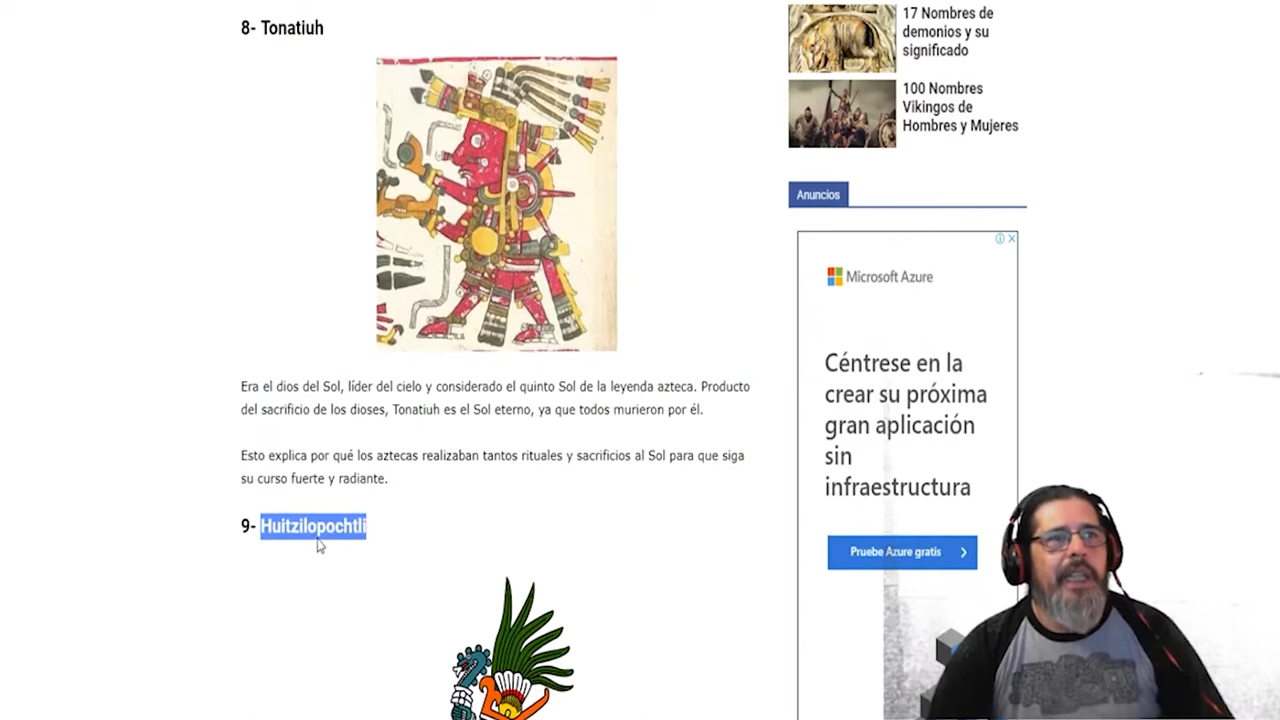 8- Tonatiuh
Era el dios del Sol, líder del cielo y considerado el quinto Sol de la leyenda azteca. Producto
del sacrificio de los dioses, Tonatiuh es el Sol eterno, ya que todos murieron por él.
Esto explica por qué los aztecas realizaban tantos rituales y sacrificios al Sol para que siga
su curso fuerte y radiante.
9- Huitzilopochtli
17 Nombres de
demonios y su
significado
100 Nombres
Vikingos de
Hombres y Mujeres
Anuncios
Microsoft Azure
Céntrese en la
crear su próxima
gran aplicación
sin
infraestructura
Pruebe Azure gratis